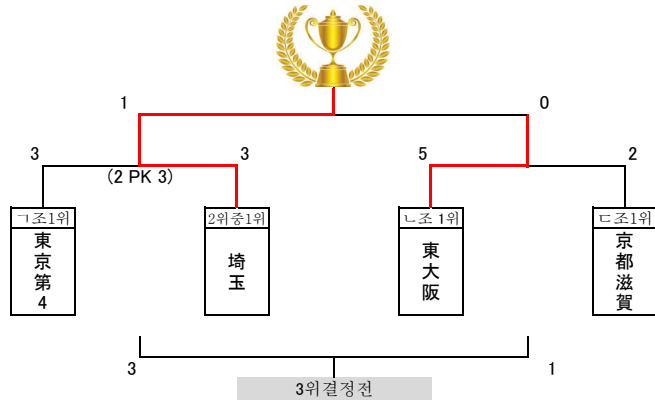 1 0
3 3 5 2
(2 PK 3)
ㄱ조1위 2위중1위 ㄴ조 1위 ㄷ조1위
東京第4
埼玉
東大阪
京都滋賀
3 1
3위결정전